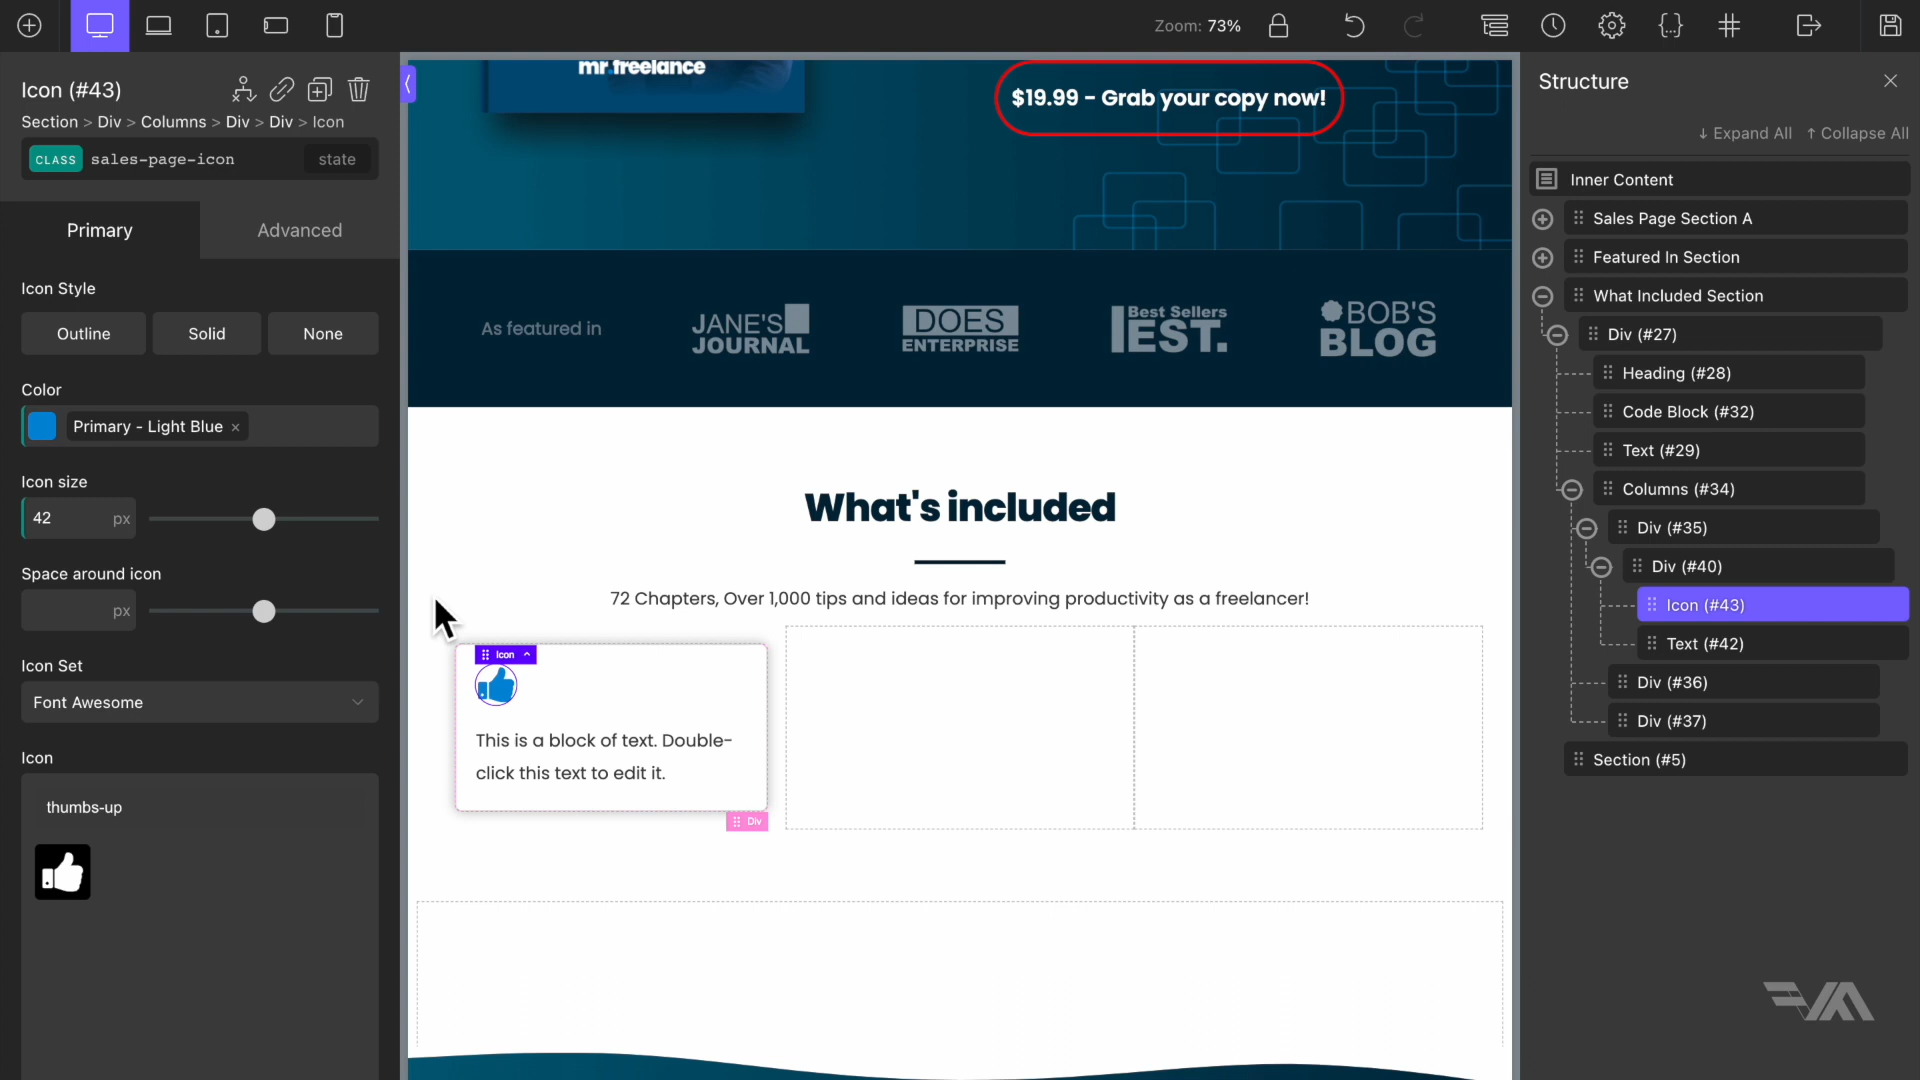 Zoom: 73%
Icon (#43)
Section > Div > Columns > Div > Div > Icon
CLASS sales-page-icon state
Primary Advanced
Icon Style
Outline Solid None
Color
Primary - Light Blue ×
Icon size
42 px
Space around icon
px
Icon Set
Font Awesome
Icon
thumbs-up
mr.freelance
$19.99 - Grab your copy now!
As featured in
JANE'S
JOURNAL
DOES
ENTERPRISE
Best Sellers
IEST.
BOB'S
BLOG
What's included
72 Chapters, Over 1,000 tips and ideas for improving productivity as a freelancer!
Icon
This is a block of text. Double-
click this text to edit it.
Div
Structure
Expand All Collapse All
Inner Content
Sales Page Section A
Featured In Section
What Included Section
Div (#27)
Heading (#28)
Code Block (#32)
Text (#29)
Columns (#34)
Div (#35)
Div (#40)
Icon (#43)
Text (#42)
Div (#36)
Div (#37)
Section (#5)